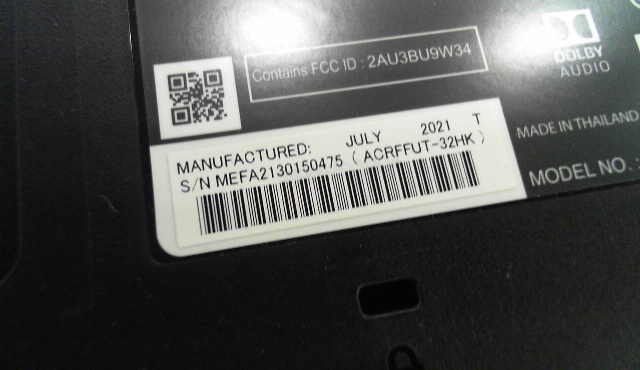 Contains FCC ID : 2AU3BU9W34
DOLBY
AUDIO
MANUFACTURED: JULY 2021 T
S/N MEFA2130150475 ( ACRFFUT-32HK )
MADE IN THAILAND
MODEL NO.